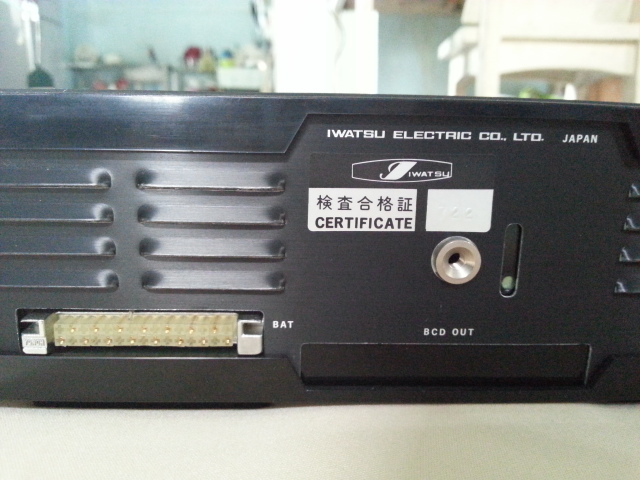 IWATSU ELECTRIC CO., LTD. JAPAN
IWATSU
検査合格証
CERTIFICATE
BAT
BCD OUT